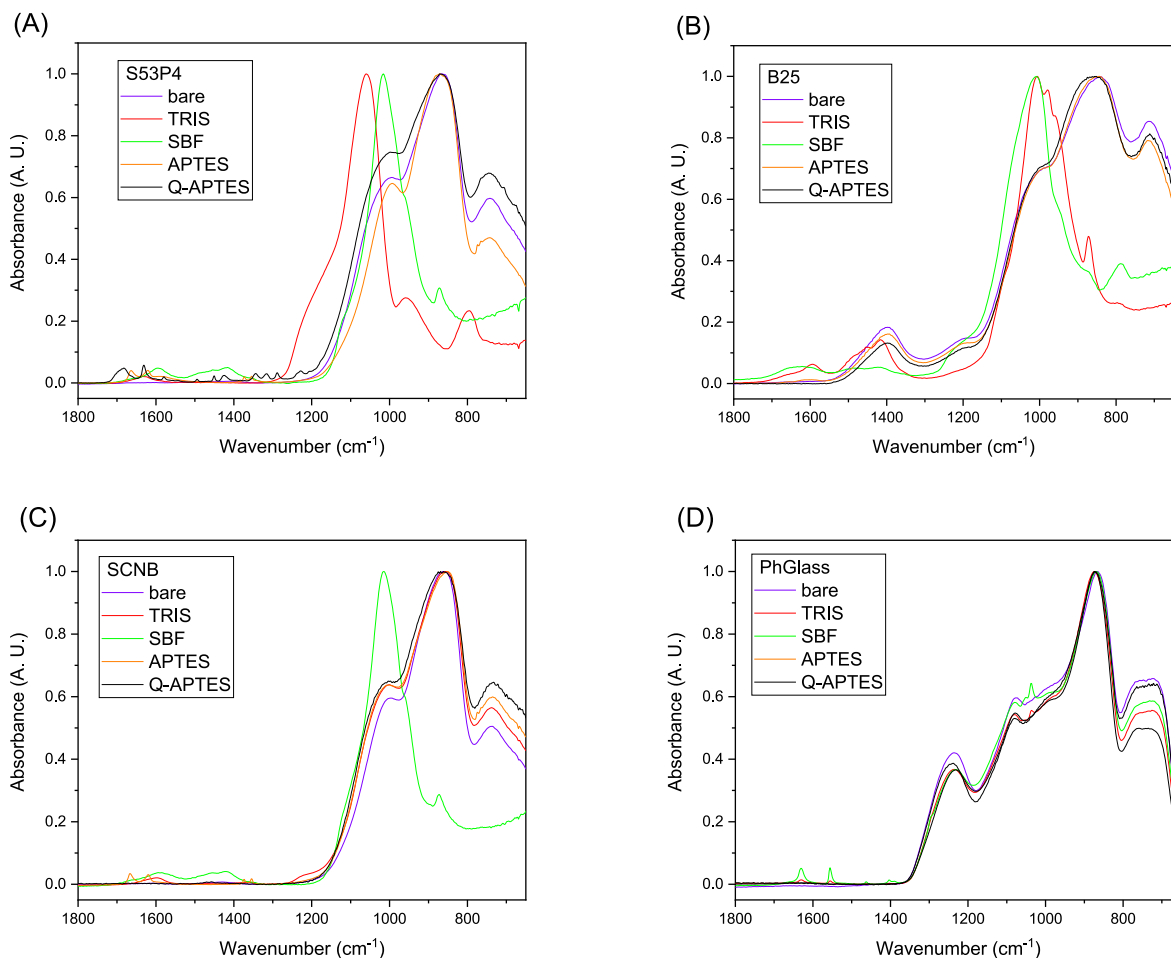 (A)
S53P4
bare
TRIS
SBF
APTES
Q-APTES
1.0
0.8
0.6
0.4
0.2
0.0
Absorbance (A. U.)
1800 1600 1400 1200 1000 800
Wavenumber (cm⁻¹)
(B)
B25
bare
TRIS
SBF
APTES
Q-APTES
1.0
0.8
0.6
0.4
0.2
0.0
Absorbance (A. U.)
1800 1600 1400 1200 1000 800
Wavenumber (cm⁻¹)
(C)
SCNB
bare
TRIS
SBF
APTES
Q-APTES
1.0
0.8
0.6
0.4
0.2
0.0
Absorbance (A. U.)
1800 1600 1400 1200 1000 800
Wavenumber (cm⁻¹)
(D)
PhGlass
bare
TRIS
SBF
APTES
Q-APTES
1.0
0.8
0.6
0.4
0.2
0.0
Absorbance (A. U.)
1800 1600 1400 1200 1000 800
Wavenumber (cm⁻¹)